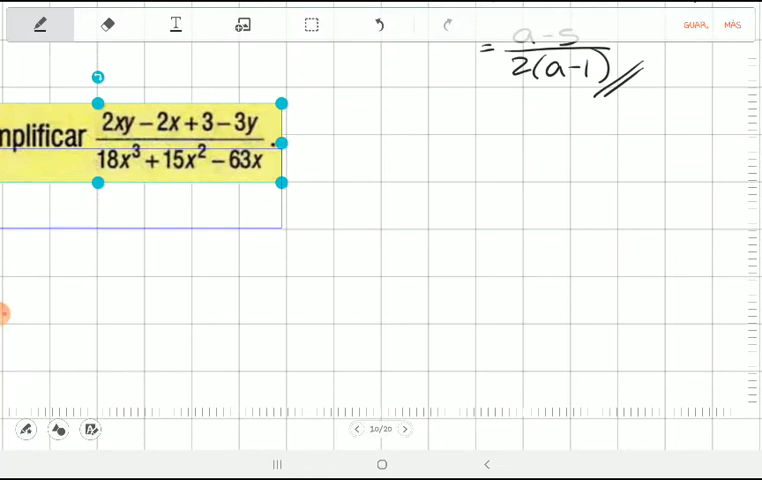 T
GUAR. MÁS
= a-5
2(a-1)
mplificar 2xy - 2x + 3 - 3y
18x³ + 15x² - 63x .
10/20